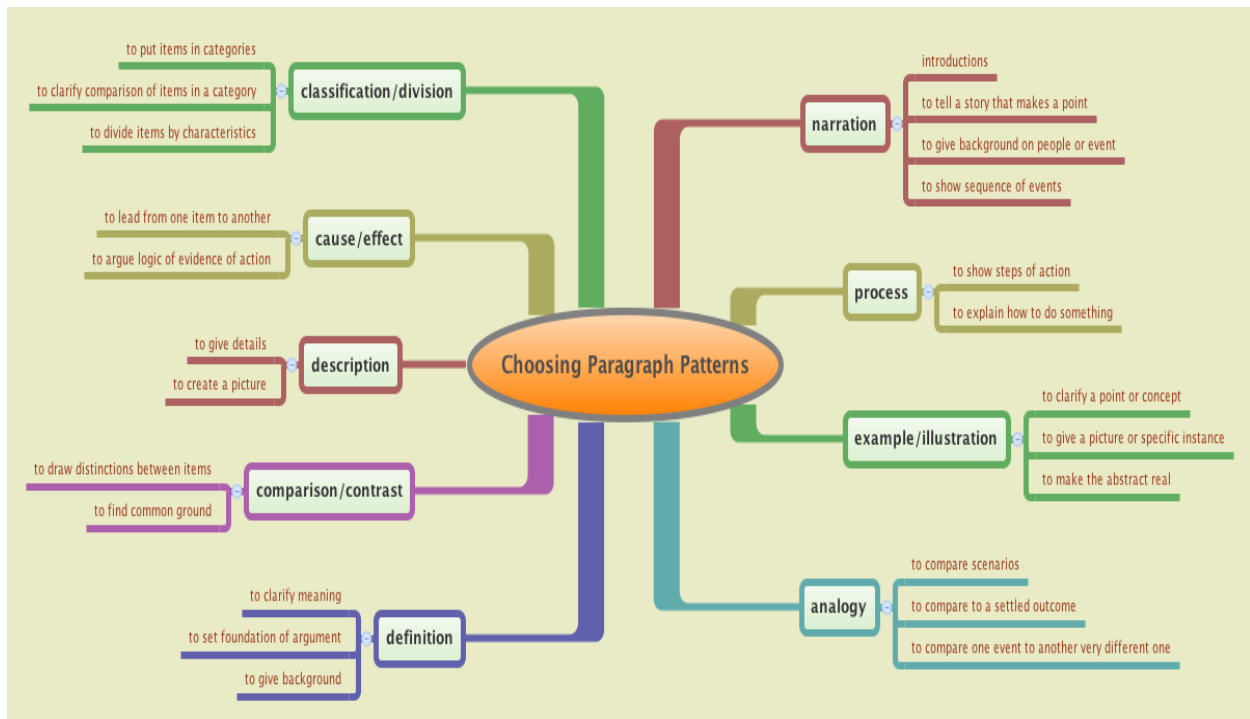 Choosing Paragraph Patterns
classification/division
to put items in categories
to clarify comparison of items in a category
to divide items by characteristics
cause/effect
to lead from one item to another
to argue logic of evidence of action
description
to give details
to create a picture
comparison/contrast
to draw distinctions between items
to find common ground
definition
to clarify meaning
to set foundation of argument
to give background
narration
introductions
to tell a story that makes a point
to give background on people or event
to show sequence of events
process
to show steps of action
to explain how to do something
example/illustration
to clarify a point or concept
to give a picture or specific instance
to make the abstract real
analogy
to compare scenarios
to compare to a settled outcome
to compare one event to another very different one